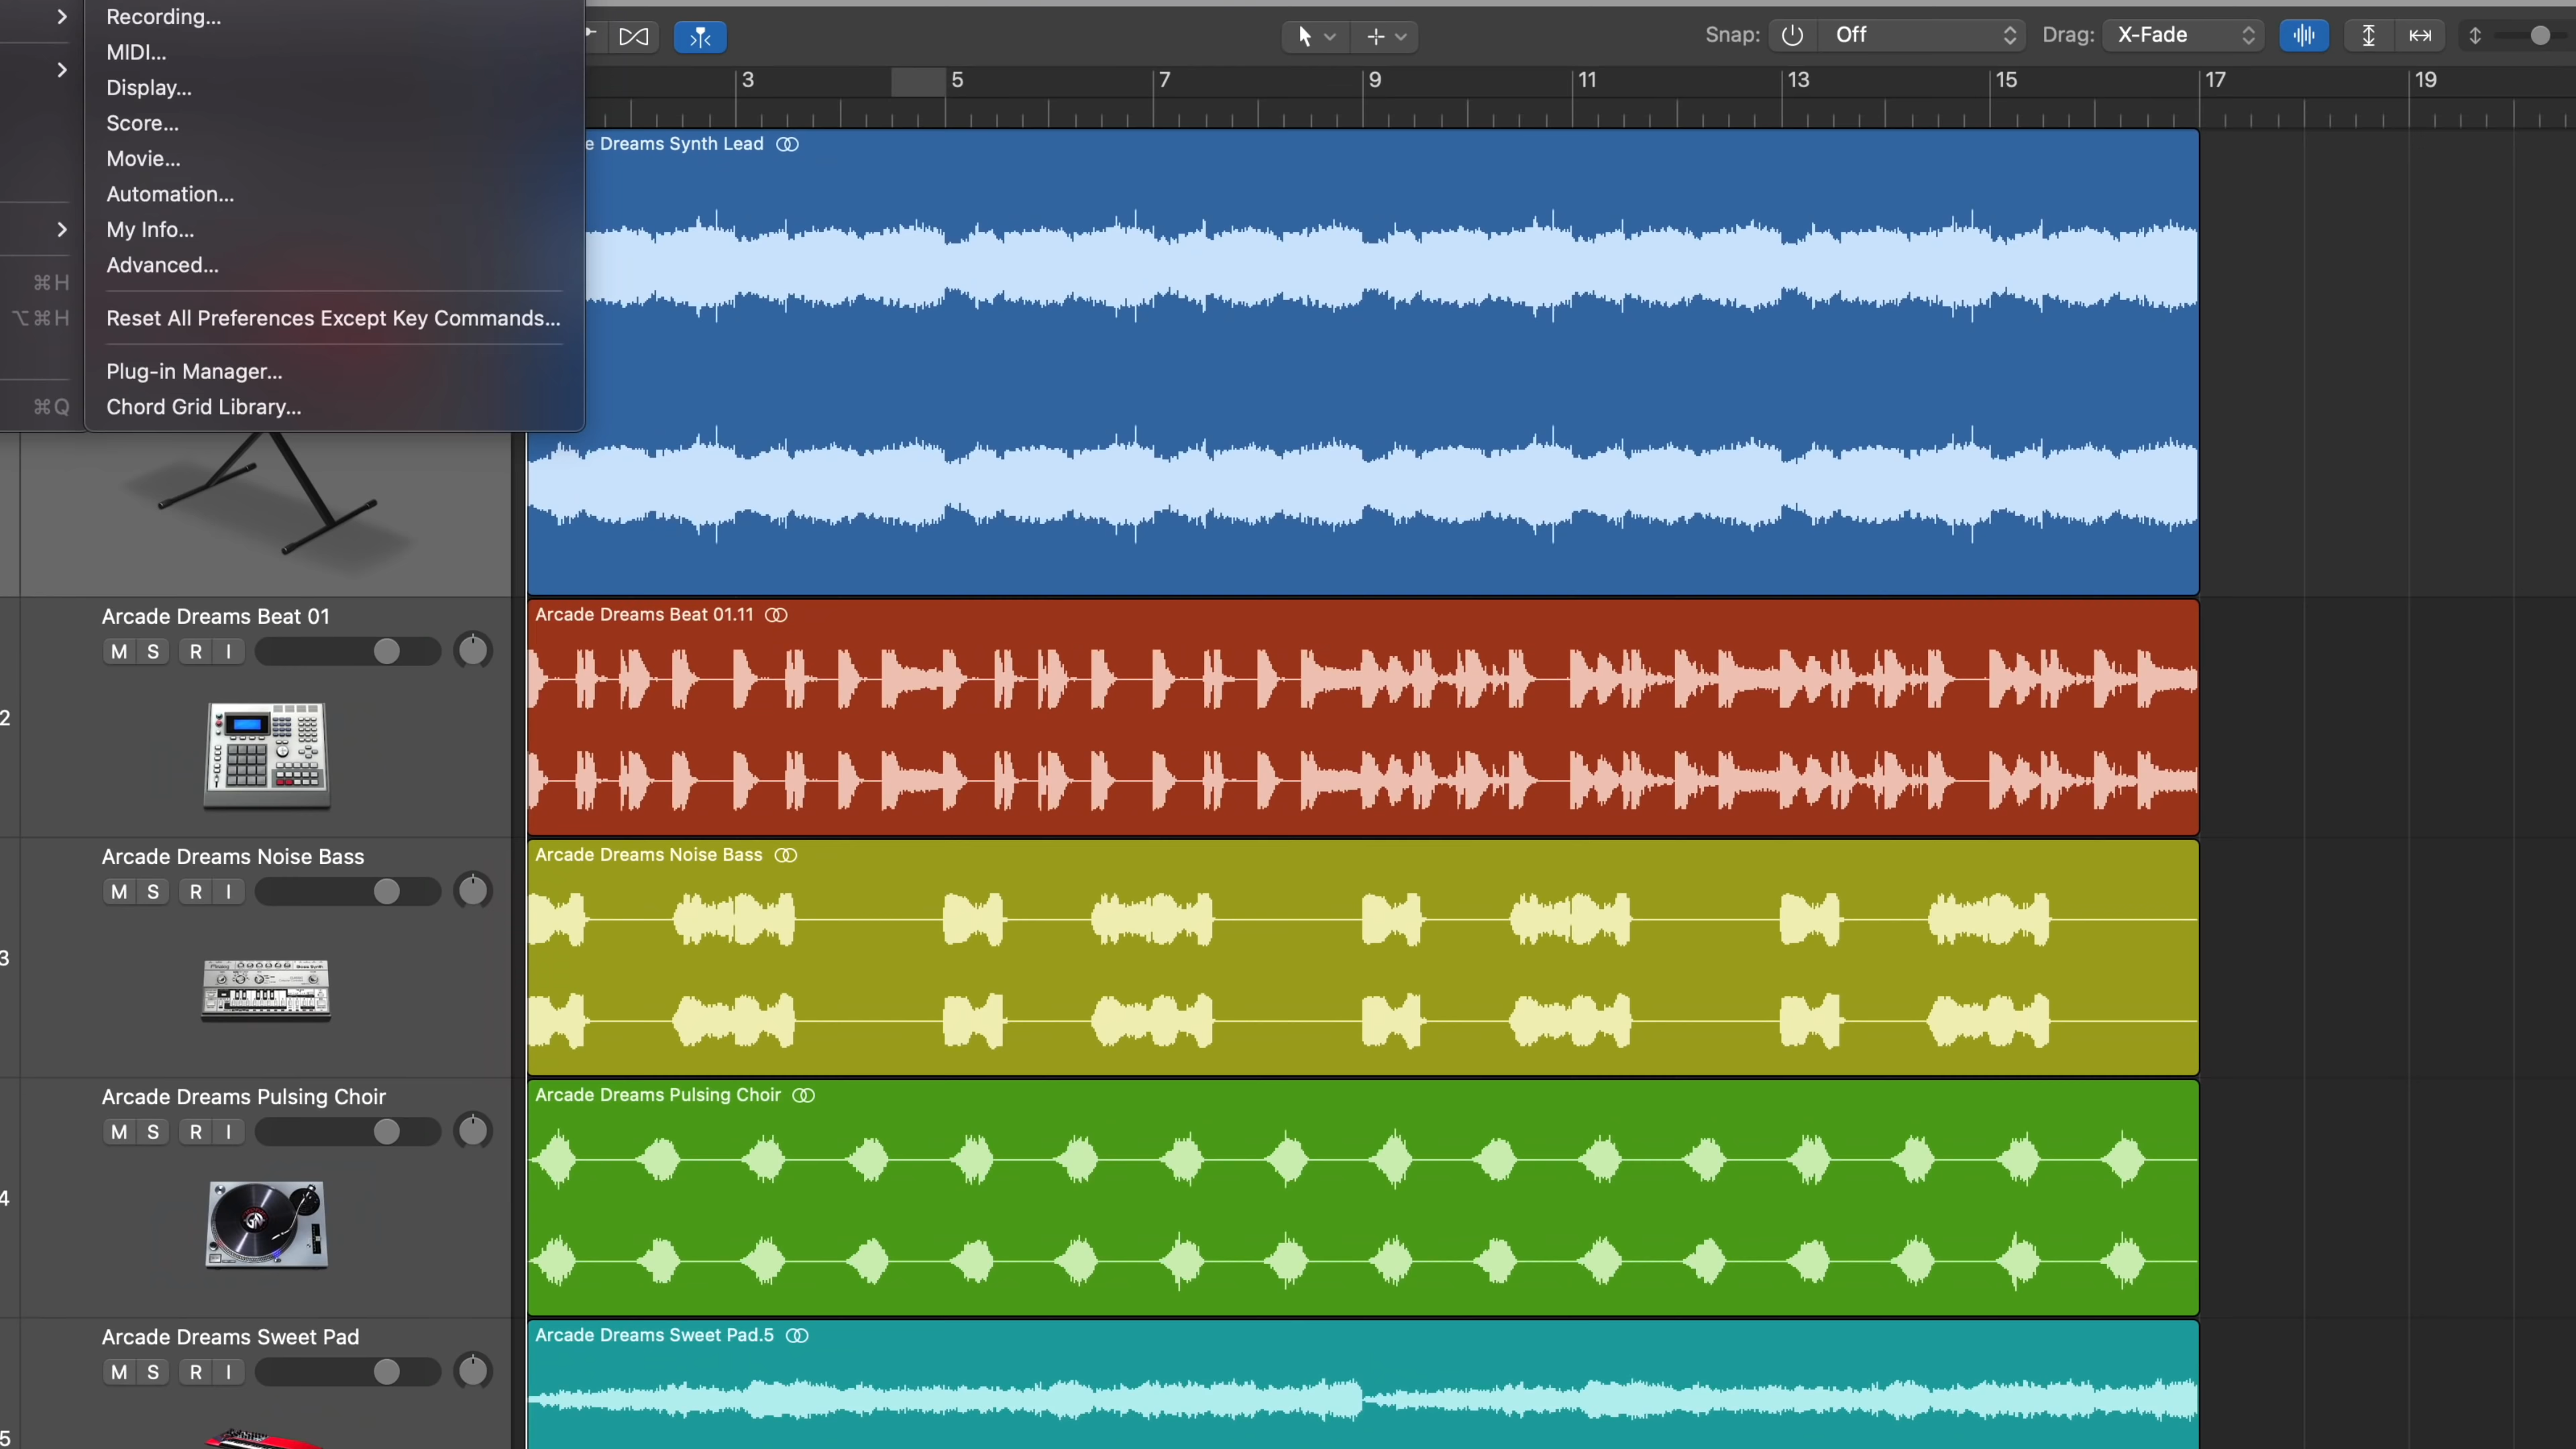 Recording...
MIDI...
Display...
Score...
Movie...
Automation...
My Info...
Advanced...
⌘H
⌥⌘H
Reset All Preferences Except Key Commands...
Plug-in Manager...
⌘Q
Chord Grid Library...
Snap: Off
Drag: X-Fade
3 5 7 9 11 13 15 17 19
e Dreams Synth Lead
Arcade Dreams Beat 01
M S R I
2
Arcade Dreams Beat 01.11
Arcade Dreams Noise Bass
M S R I
3
Arcade Dreams Noise Bass
Arcade Dreams Pulsing Choir
M S R I
4
Arcade Dreams Pulsing Choir
Arcade Dreams Sweet Pad
M S R I
5
Arcade Dreams Sweet Pad.5